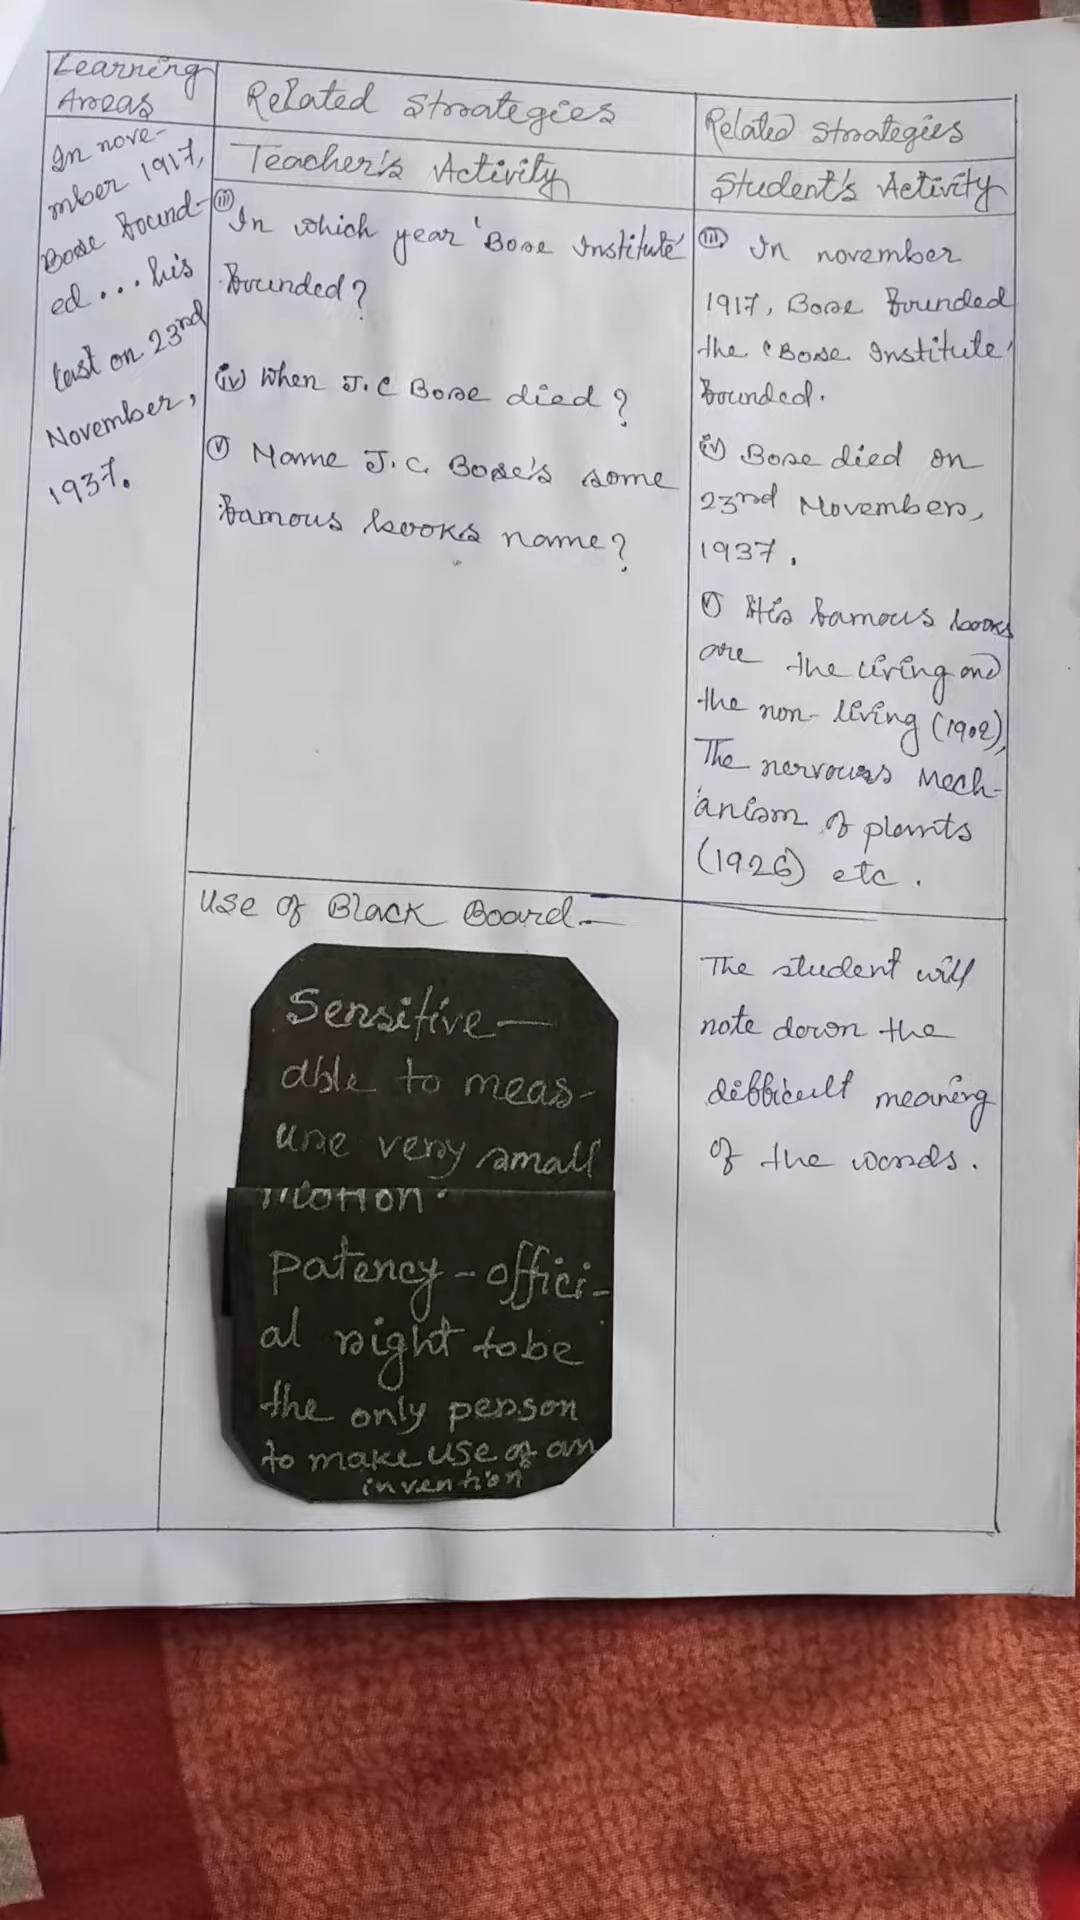 Learning
Areas
Related Strategies
Related Strategies
Teacher's Activity
Student's Activity
In nove-
mber 1917,
Bose Found-
ed... his
last on 23rd
November,
1937.
(iii) In which year 'Bose Institute'
Founded?
(iv) When J.C Bose died?
(v) Name J.C. Bose's some
famous books name?
(iii) In november
1917, Bose Founded
the 'Bose Institute'
Founded.
(iv) Bose died on
23rd November,
1937.
(v) His famous books
are the living and
the non-living (1902),
The nervous Mech-
anism of plants
(1926) etc.
Use of Black Board -
Sensitive -
able to meas-
ure very small
motion.
patency - offici-
al right to be
the only person
to make use of an
invention
The student will
note down the
difficult meaning
of the words.